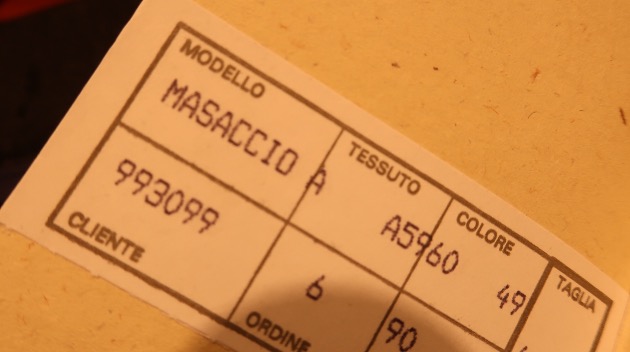 MODELLO TESSUTO COLORE TAGLIA
MASACCIO A A5960 49
993099 6 90
CLIENTE ORDINE